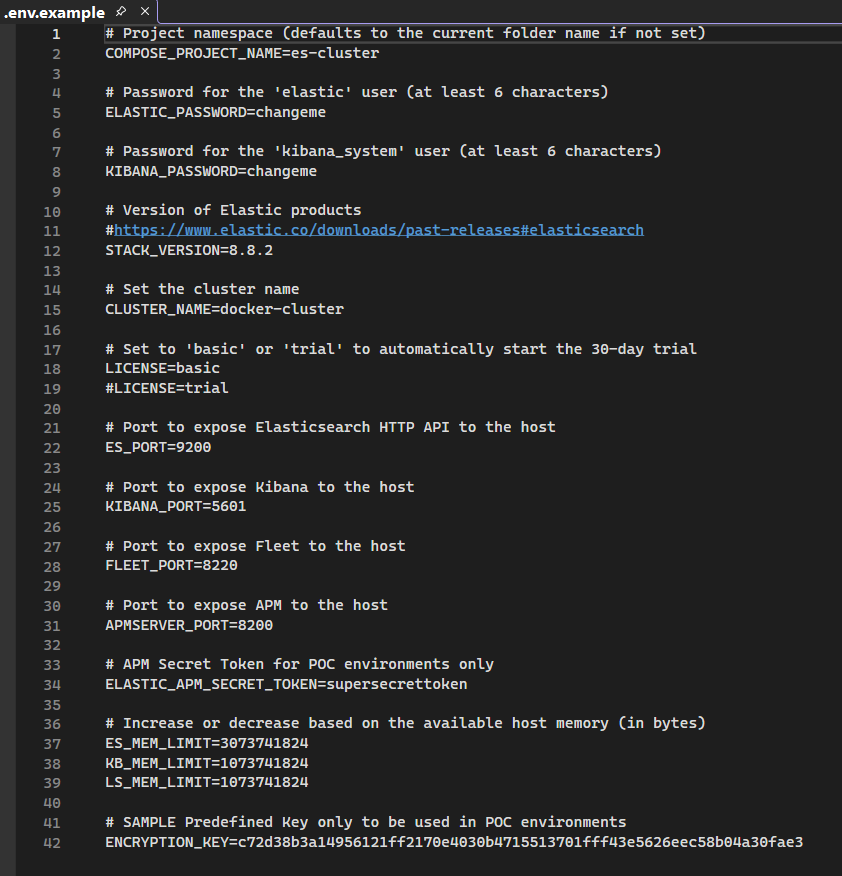 .env.example
1 # Project namespace (defaults to the current folder name if not set)
2 COMPOSE_PROJECT_NAME=es-cluster
3
4 # Password for the 'elastic' user (at least 6 characters)
5 ELASTIC_PASSWORD=changeme
6
7 # Password for the 'kibana_system' user (at least 6 characters)
8 KIBANA_PASSWORD=changeme
9
10 # Version of Elastic products
11 #https://www.elastic.co/downloads/past-releases#elasticsearch
12 STACK_VERSION=8.8.2
13
14 # Set the cluster name
15 CLUSTER_NAME=docker-cluster
16
17 # Set to 'basic' or 'trial' to automatically start the 30-day trial
18 LICENSE=basic
19 #LICENSE=trial
20
21 # Port to expose Elasticsearch HTTP API to the host
22 ES_PORT=9200
23
24 # Port to expose Kibana to the host
25 KIBANA_PORT=5601
26
27 # Port to expose Fleet to the host
28 FLEET_PORT=8220
29
30 # Port to expose APM to the host
31 APMSERVER_PORT=8200
32
33 # APM Secret Token for POC environments only
34 ELASTIC_APM_SECRET_TOKEN=supersecrettoken
35
36 # Increase or decrease based on the available host memory (in bytes)
37 ES_MEM_LIMIT=3073741824
38 KB_MEM_LIMIT=1073741824
39 LS_MEM_LIMIT=1073741824
40
41 # SAMPLE Predefined Key only to be used in POC environments
42 ENCRYPTION_KEY=c72d38b3a14956121ff2170e4030b4715513701fff43e5626eec58b04a30fae3